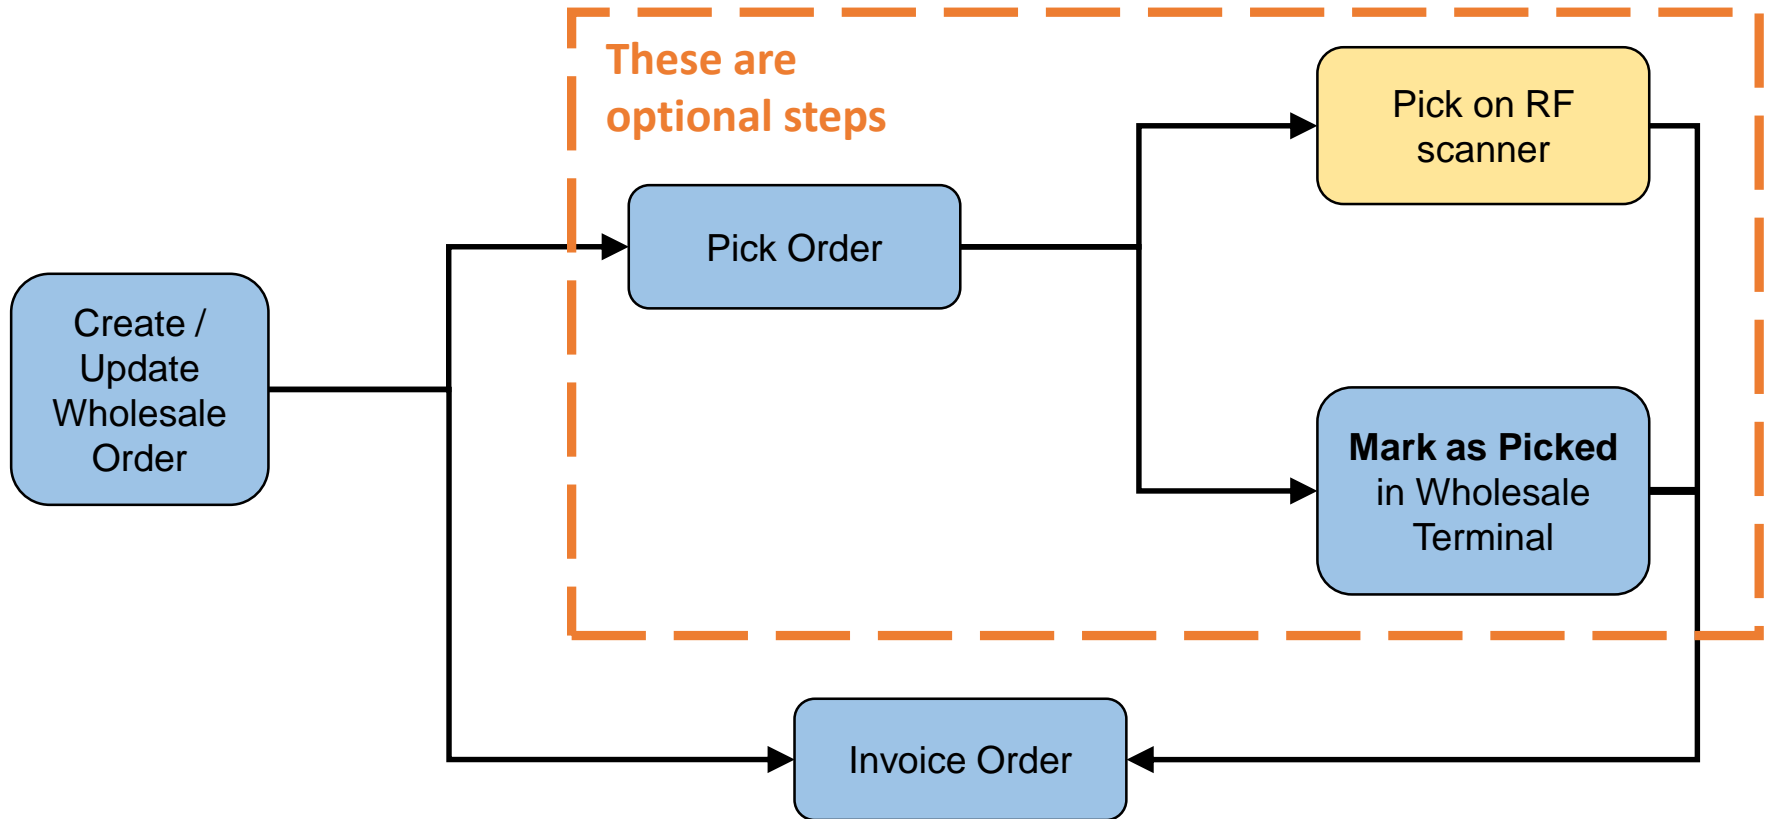 These are
optional steps
Pick on RF
scanner
Pick Order
Create /
Update
Wholesale
Order
Mark as Picked
in Wholesale
Terminal
Invoice Order